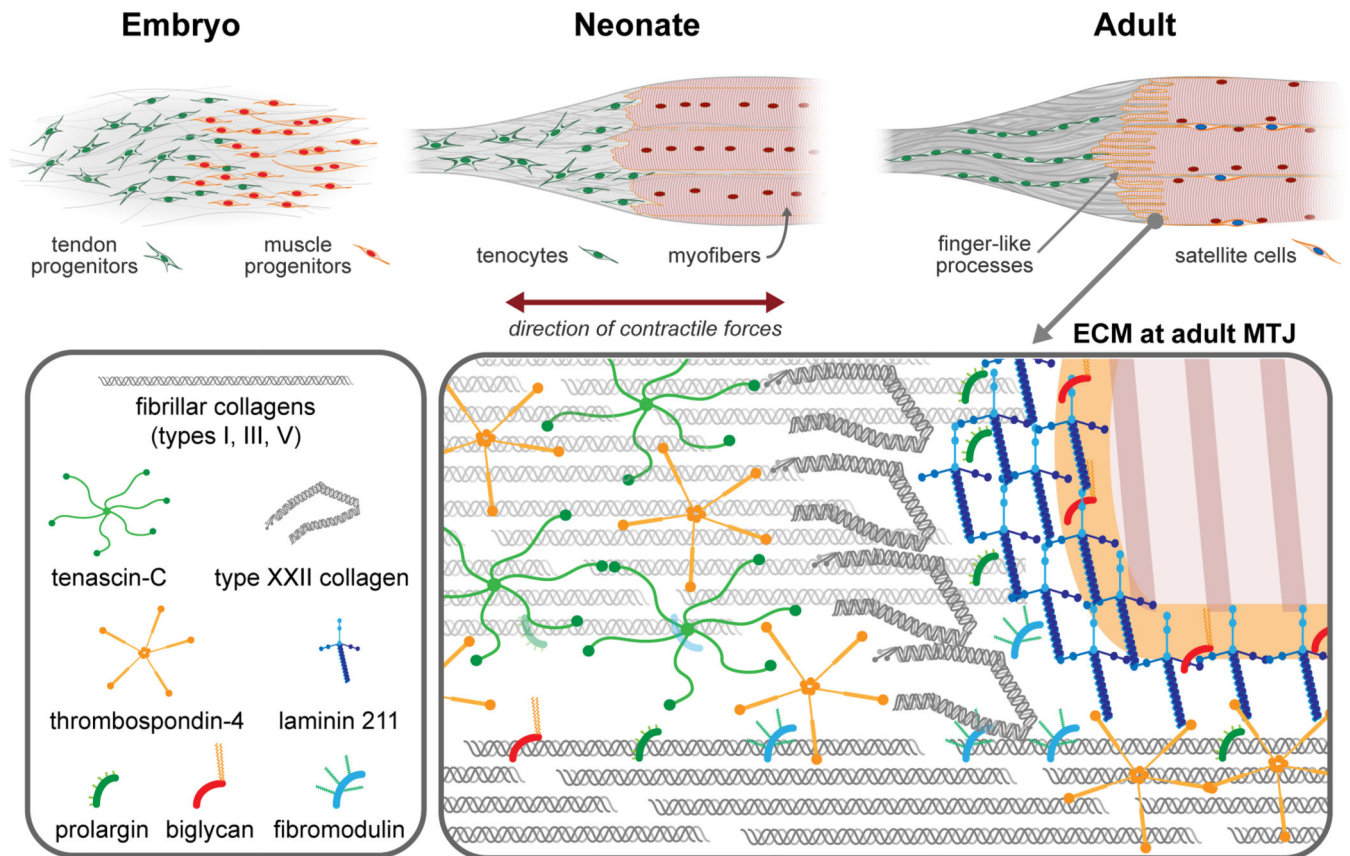 Embryo
Neonate
Adult
tendon
progenitors
muscle
progenitors
tenocytes
myofibers
finger-like
processes
satellite cells
direction of contractile forces
ECM at adult MTJ
fibrillar collagens
(types I, III, V)
tenascin-C
type XXII collagen
thrombospondin-4
laminin 211
prolargin
biglycan
fibromodulin